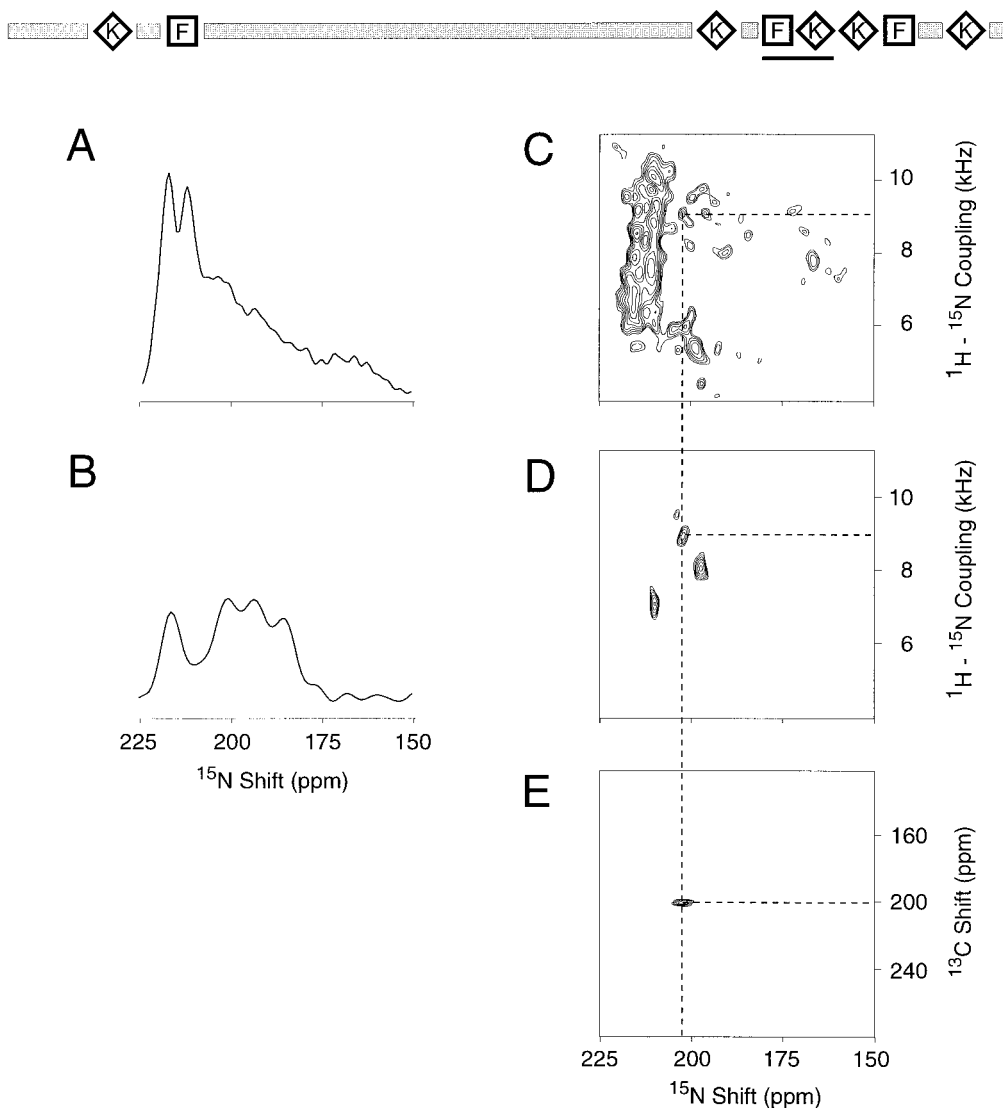 K F K F K K F K
A
B
225 200 175 150
¹⁵N Shift (ppm)
C
10
8
6
¹H - ¹⁵N Coupling (kHz)
D
10
8
6
¹H - ¹⁵N Coupling (kHz)
E
160
200
240
¹³C Shift (ppm)
225 200 175 150
¹⁵N Shift (ppm)